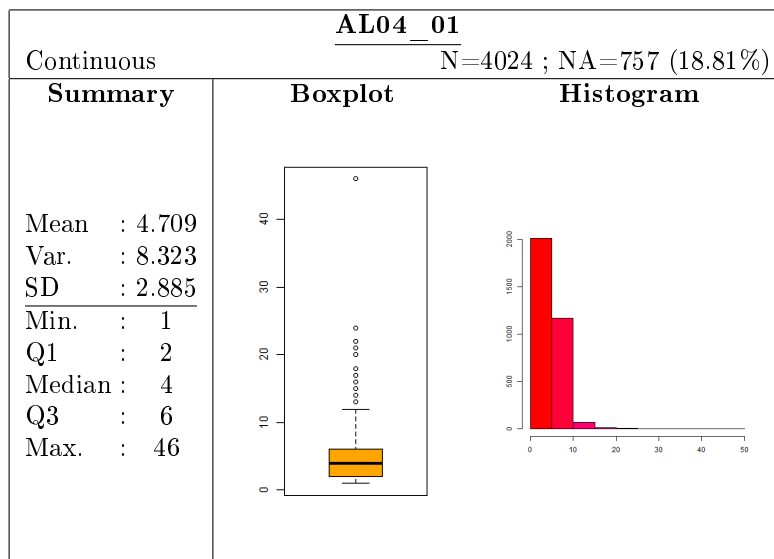 AL04_01
Continuous N=4024 ; NA=757 (18.81%)
Summary Boxplot Histogram
Mean : 4.709
Var. : 8.323
SD : 2.885
Min. : 1
Q1 : 2
Median : 4
Q3 : 6
Max. : 46
40
30
20
10
0
2000
1500
1000
500
0
0 10 20 30 40 50